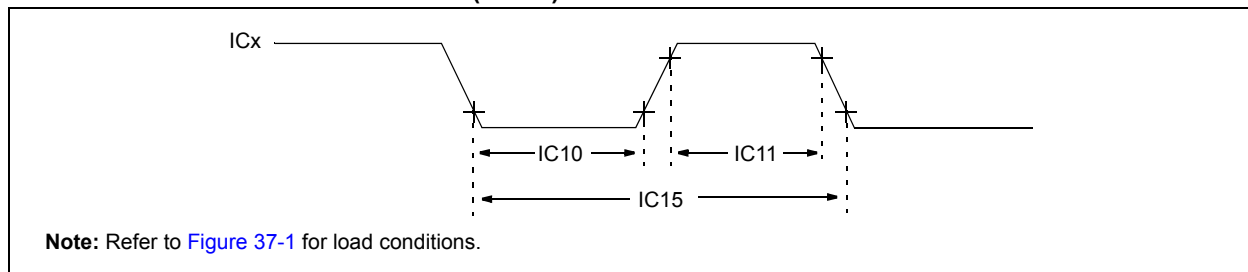 ICx
IC10
IC11
IC15
Note: Refer to Figure 37-1 for load conditions.